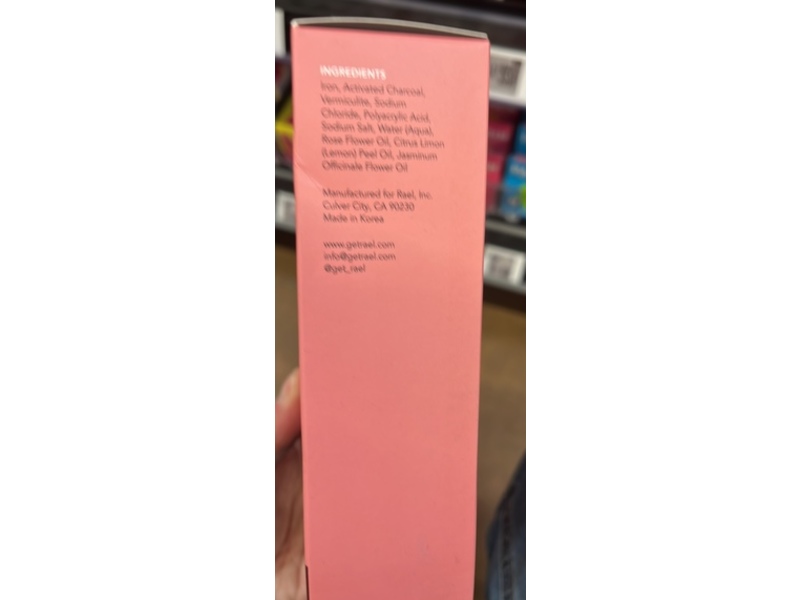 INGREDIENTS
Iron, Activated Charcoal,
Vermiculite, Sodium
Chloride, Polyacrylic Acid,
Sodium Salt, Water (Aqua),
Rose Flower Oil, Citrus Limon
(Lemon) Peel Oil, Jasminum
Officinale Flower Oil
Manufactured for Rael, Inc.
Culver City, CA 90230
Made in Korea
www.getrael.com
info@getrael.com
@get_rael